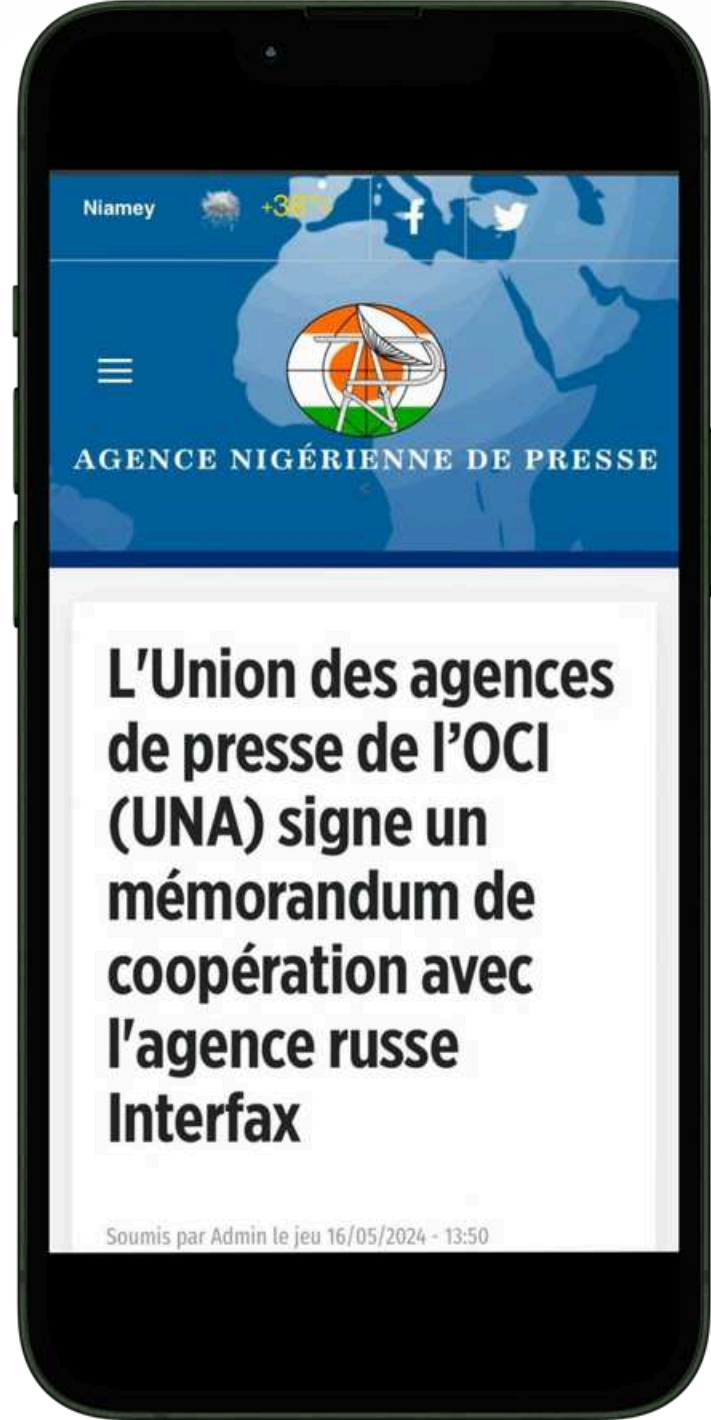 Niamey
AGENCE NIGÉRIENNE DE PRESSE
L'Union des agences
de presse de l’OCI
(UNA) signe un
mémorandum de
coopération avec
l'agence russe
Interfax
Soumis par Admin le jeu 16/05/2024 - 13:50